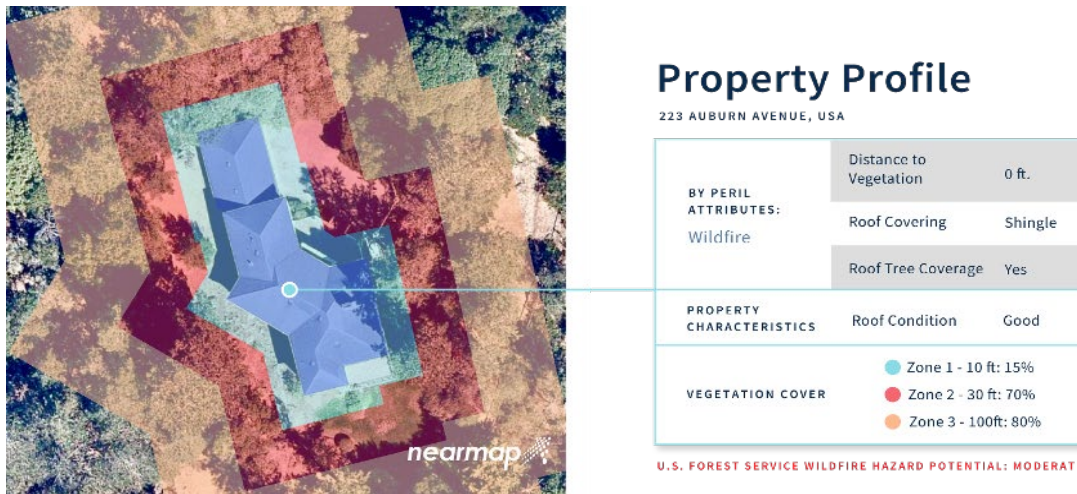 Property Profile
223 AUBURN AVENUE, USA
BY PERIL
ATTRIBUTES:
Wildfire
Distance to
Vegetation
0 ft.
Roof Covering
Shingle
Roof Tree Coverage
Yes
PROPERTY
CHARACTERISTICS
Roof Condition
Good
VEGETATION COVER
Zone 1 - 10 ft: 15%
Zone 2 - 30 ft: 70%
Zone 3 - 100ft: 80%
nearmap
U.S. FOREST SERVICE WILDFIRE HAZARD POTENTIAL: MODERAT